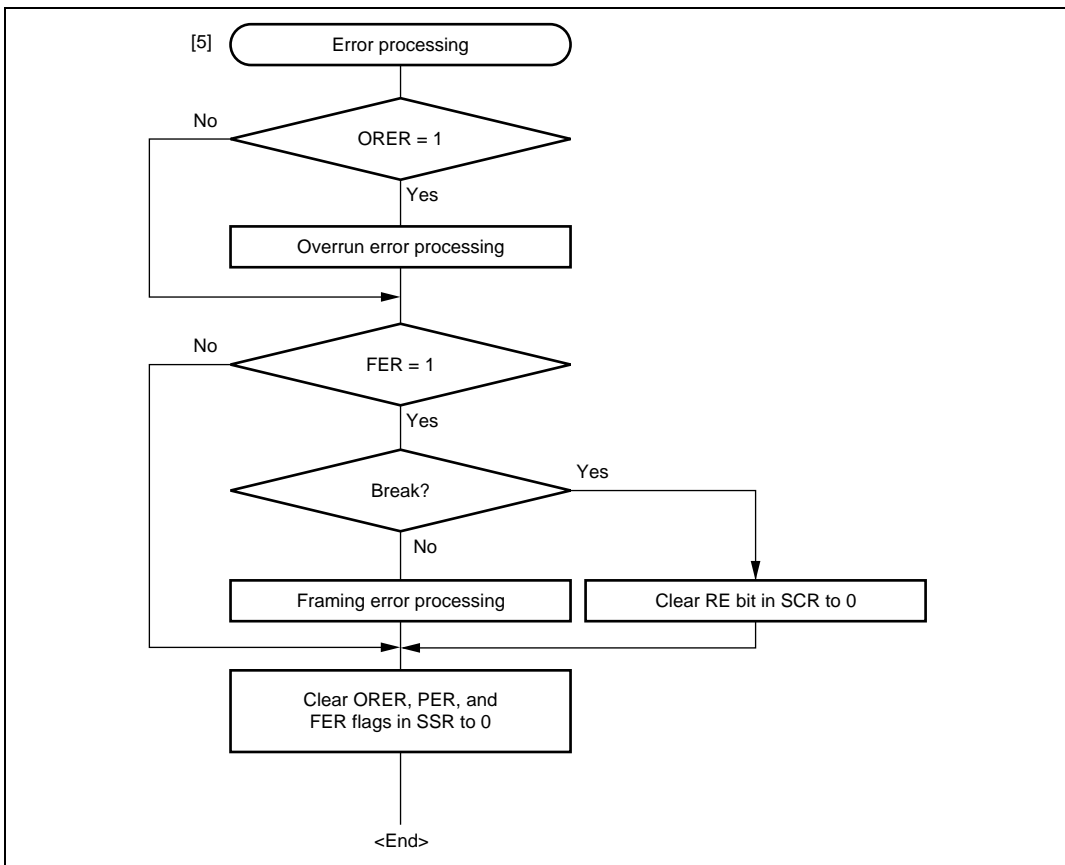 [5]
Error processing
No
ORER = 1
Yes
Overrun error processing
No
FER = 1
Yes
Break?
Yes
No
Framing error processing
Clear RE bit in SCR to 0
Clear ORER, PER, and
FER flags in SSR to 0
<End>